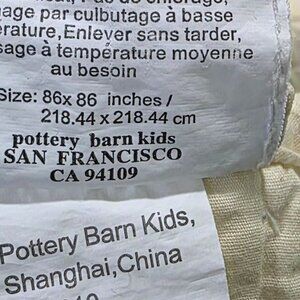 age par culbutage à basse
érature, Enlever sans tarder,
sage à température moyenne
au besoin
Size: 86x 86 inches /
218.44 x 218.44 cm
pottery barn kids
SAN FRANCISCO
CA 94109
Pottery Barn Kids,
Shanghai,China